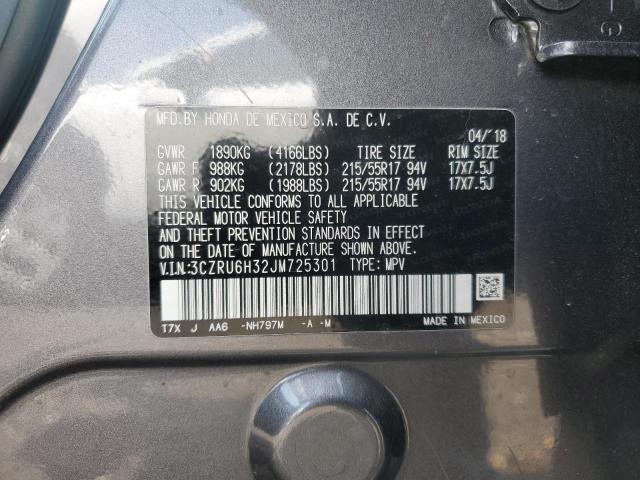 MFD.BY HONDA DE MEXICO S.A. DE C.V.
04/'18
GVWR 1890KG (4166LBS) TIRE SIZE RIM SIZE
GAWR F 988KG (2178LBS) 215/55R17 94V 17X7.5J
GAWR R 902KG (1988LBS) 215/55R17 94V 17X7.5J
THIS VEHICLE CONFORMS TO ALL APPLICABLE
FEDERAL MOTOR VEHICLE SAFETY
AND THEFT PREVENTION STANDARDS IN EFFECT
ON THE DATE OF MANUFACTURE SHOWN ABOVE.
V.I.N.:3CZRU6H32JM725301 TYPE: MPV
T7X J AA6 -NH797M -A -M MADE IN MEXICO